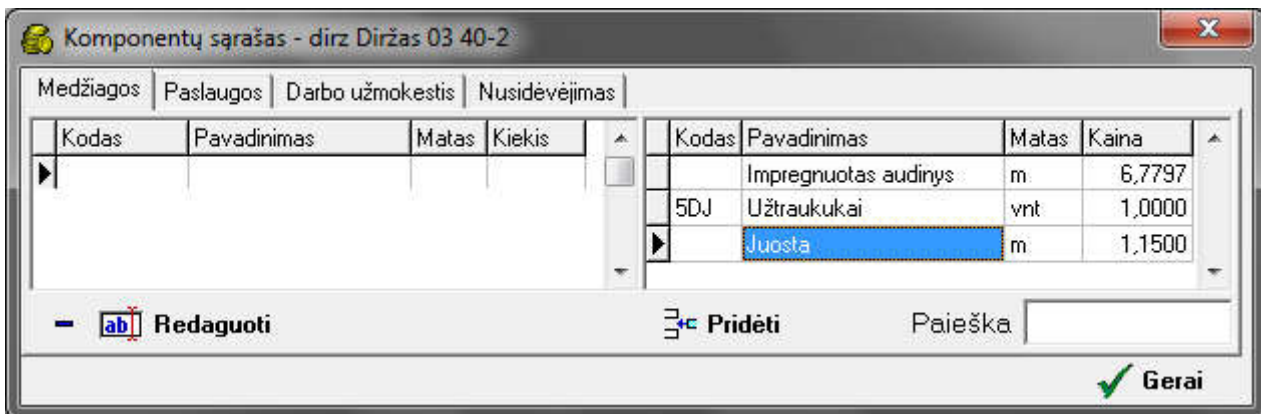 Komponentų sąrašas - dirz Diržas 03 40-2
Medžiagos Paslaugos Darbo užmokestis Nusidėvėjimas
Kodas Pavadinimas Matas Kiekis Kodas Pavadinimas Matas Kaina
Impregnuotas audinys m 6,7797
5DJ Užtraukukai vnt 1,0000
Juosta m 1,1500
ab Redaguoti Pridėti Paieška
Gerai